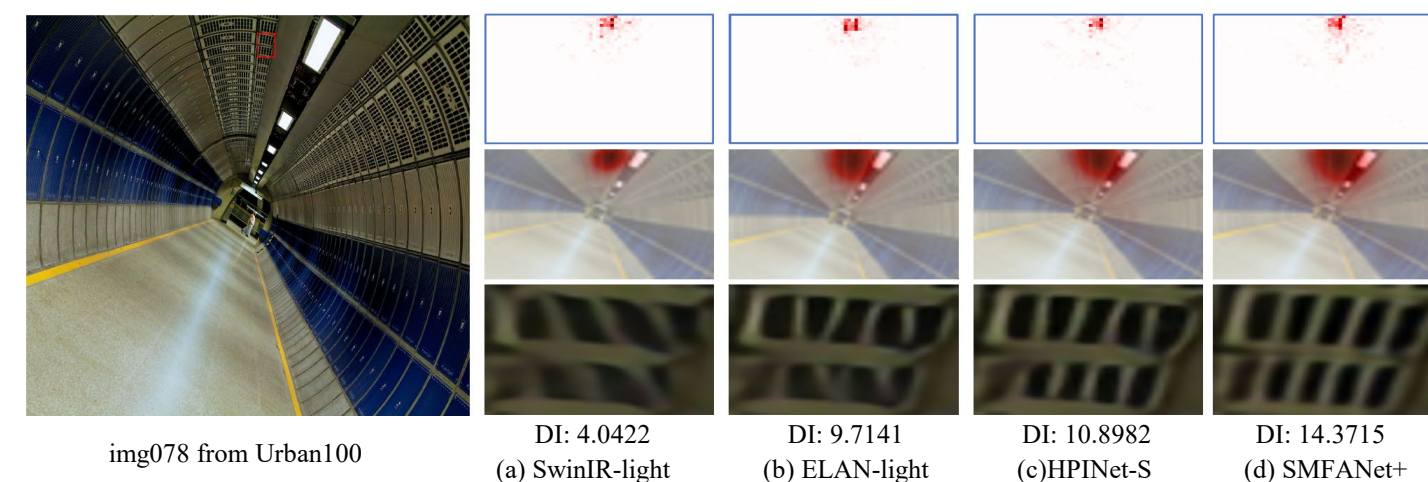 img078 from Urban100
DI: 4.0422
DI: 9.7141
DI: 10.8982
DI: 14.3715
(a) SwinIR-light
(b) ELAN-light
(c)HPINet-S
(d) SMFANet+